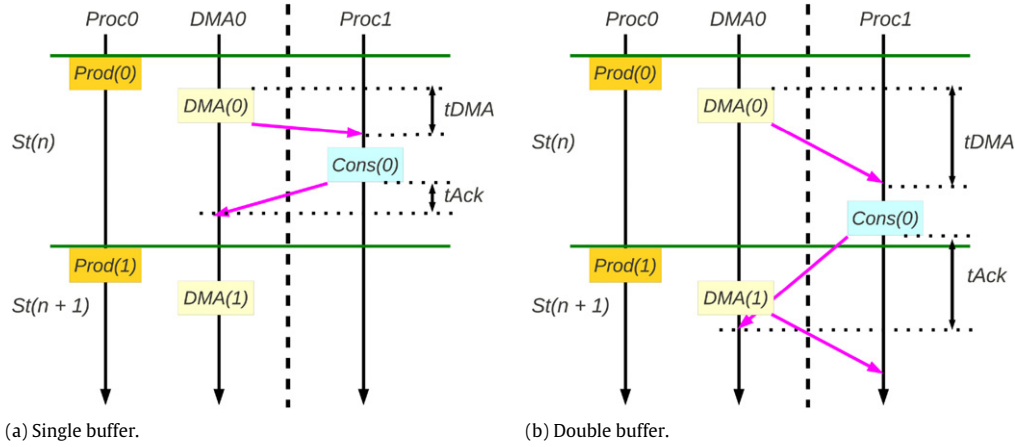 Proc0 DMA0 Proc1
Prod(0)
DMA(0)
tDMA
St(n)
Cons(0)
tAck
Prod(1)
DMA(1)
St(n + 1)
(a) Single buffer.
Proc0 DMA0 Proc1
Prod(0)
DMA(0)
St(n)
tDMA
Cons(0)
Prod(1)
tAck
DMA(1)
St(n + 1)
(b) Double buffer.